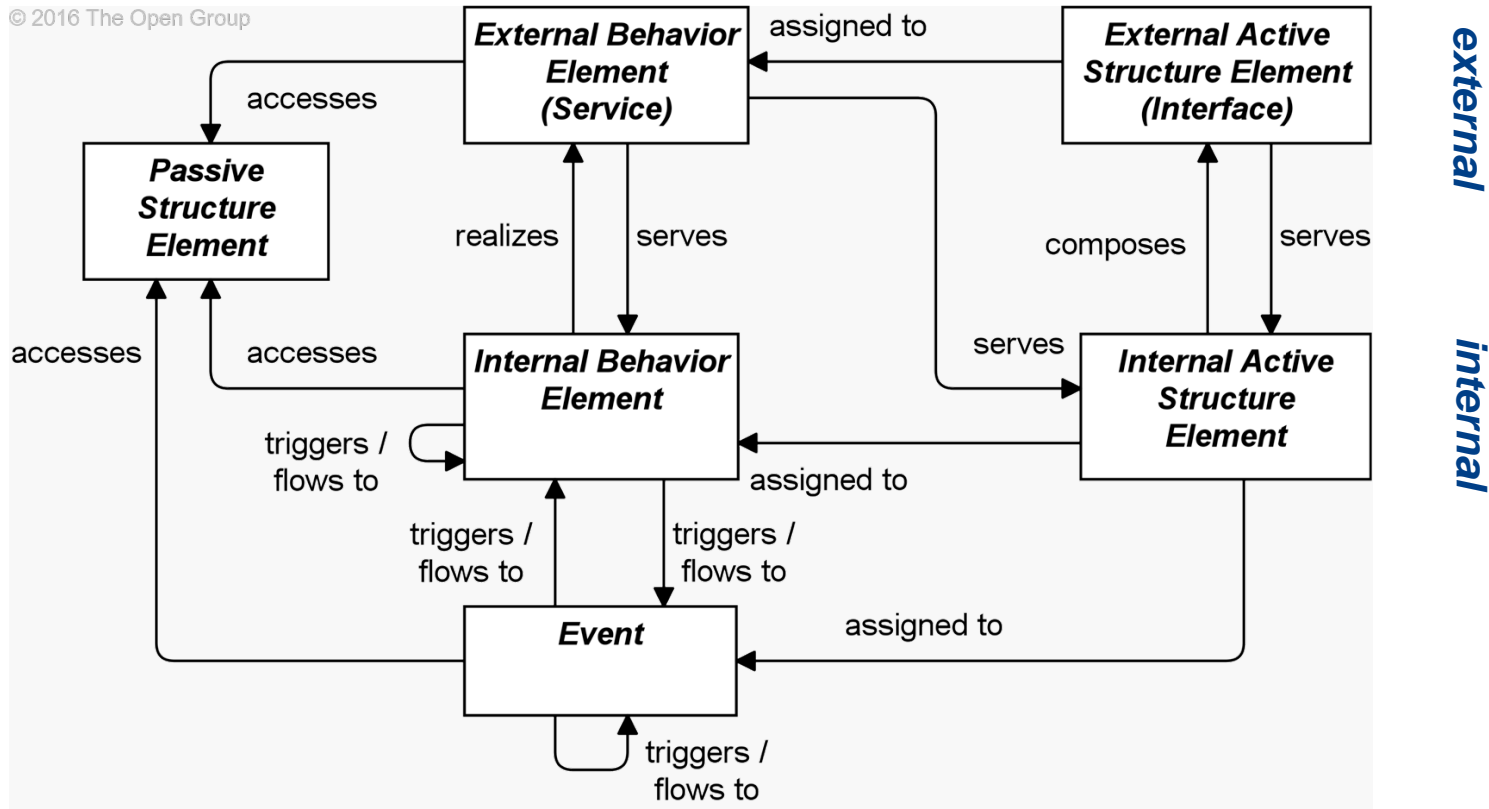 © 2016 The Open Group
External Behavior
Element
(Service)
assigned to
External Active
Structure Element
(Interface)
external
accesses
Passive
Structure
Element
realizes
serves
composes
serves
accesses
accesses
Internal Behavior
Element
serves
Internal Active
Structure
Element
internal
triggers /
flows to
assigned to
triggers /
flows to
triggers /
flows to
Event
assigned to
triggers /
flows to